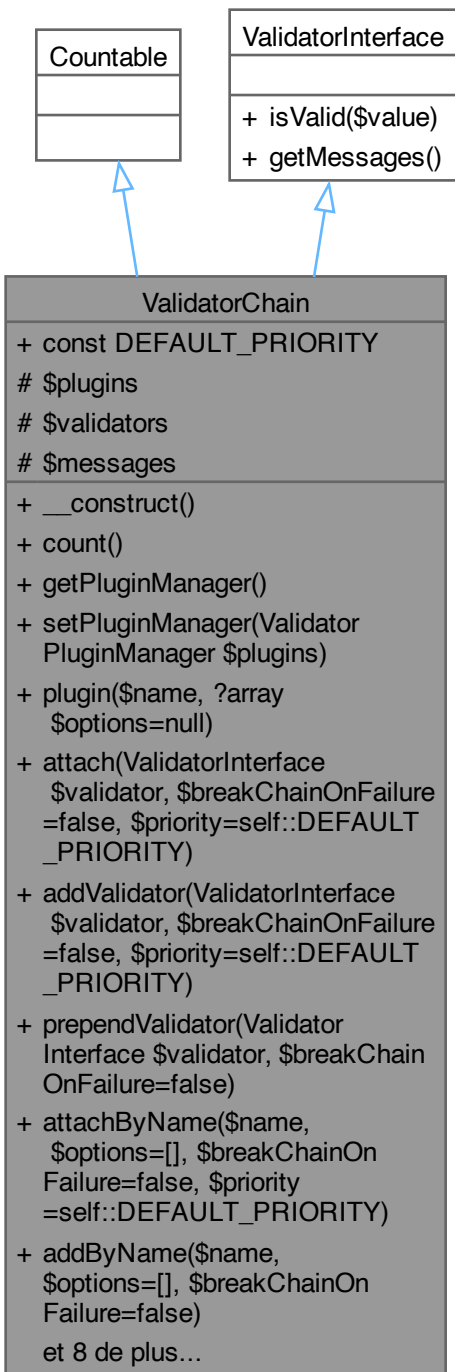 Countable
ValidatorInterface
+ isValid($value)
+ getMessages()
ValidatorChain
+ const DEFAULT_PRIORITY
# $plugins
# $validators
# $messages
+ __construct()
+ count()
+ getPluginManager()
+ setPluginManager(Validator
PluginManager $plugins)
+ plugin($name, ?array
$options=null)
+ attach(ValidatorInterface
$validator, $breakChainOnFailure
=false, $priority=self::DEFAULT
_PRIORITY)
+ addValidator(ValidatorInterface
$validator, $breakChainOnFailure
=false, $priority=self::DEFAULT
_PRIORITY)
+ prependValidator(Validator
Interface $validator, $breakChain
OnFailure=false)
+ attachByName($name,
$options=[], $breakChainOn
Failure=false, $priority
=self::DEFAULT_PRIORITY)
+ addByName($name,
$options=[], $breakChainOn
Failure=false)
et 8 de plus...